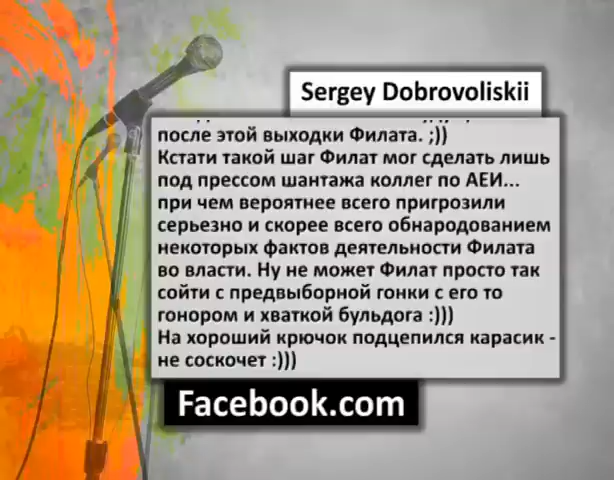 Sergey Dobrovoliskii
после этой выходки Филата. ;))
Кстати такой шаг Филат мог сделать лишь
под прессом шантажа коллег по АЕИ...
при чем вероятнее всего пригрозили
серьезно и скорее всего обнародованием
некоторых фактов деятельности Филата
во власти. Ну не может Филат просто так
сойти с предвыборной гонки с его то
гонором и хваткой бульдога :)))
На хороший крючок подцепился карасик -
не соскочет :)))
Facebook.com